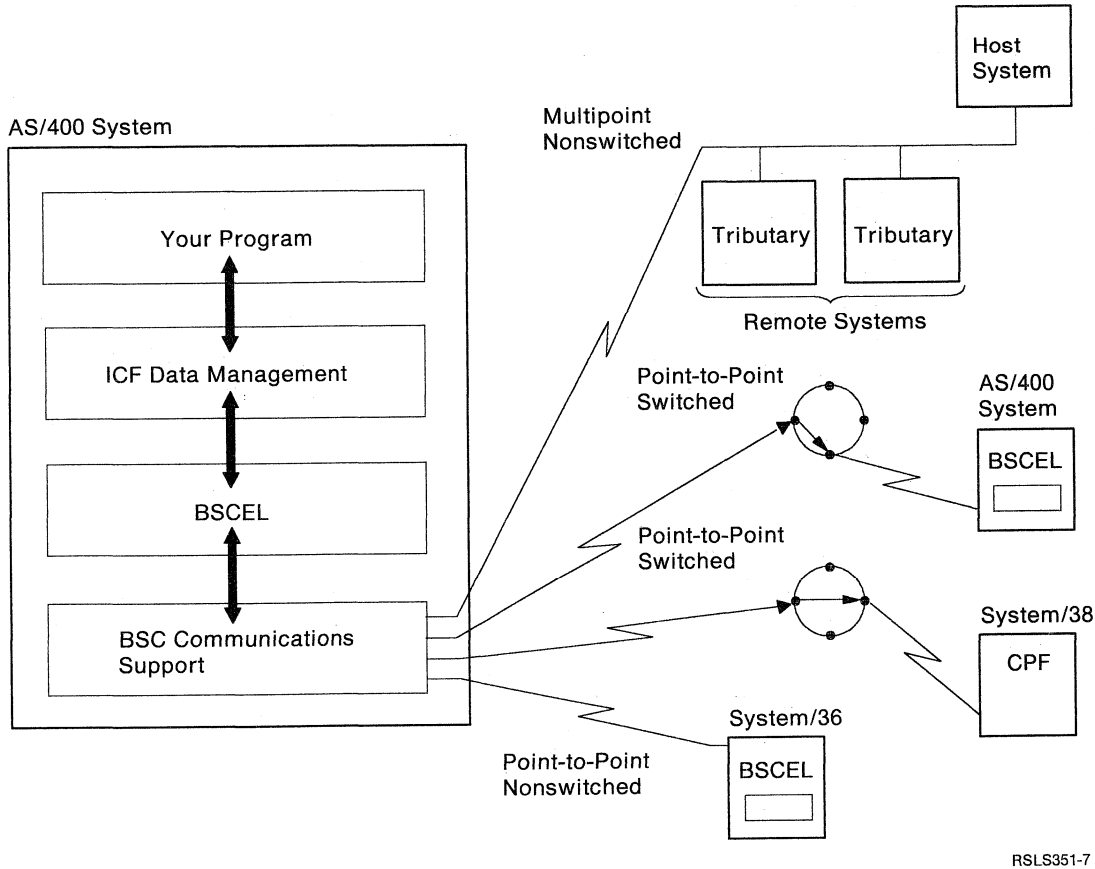 Host
System
Multipoint
Nonswitched
AS/400 System
Your Program
Tributary
Tributary
Remote Systems
ICF Data Management
Point-to-Point
Switched
AS/400
System
BSCEL
BSCEL
Point-to-Point
Switched
BSC Communications
Support
System/38
CPF
System/36
BSCEL
Point-to-Point
Nonswitched
RSLS351-7